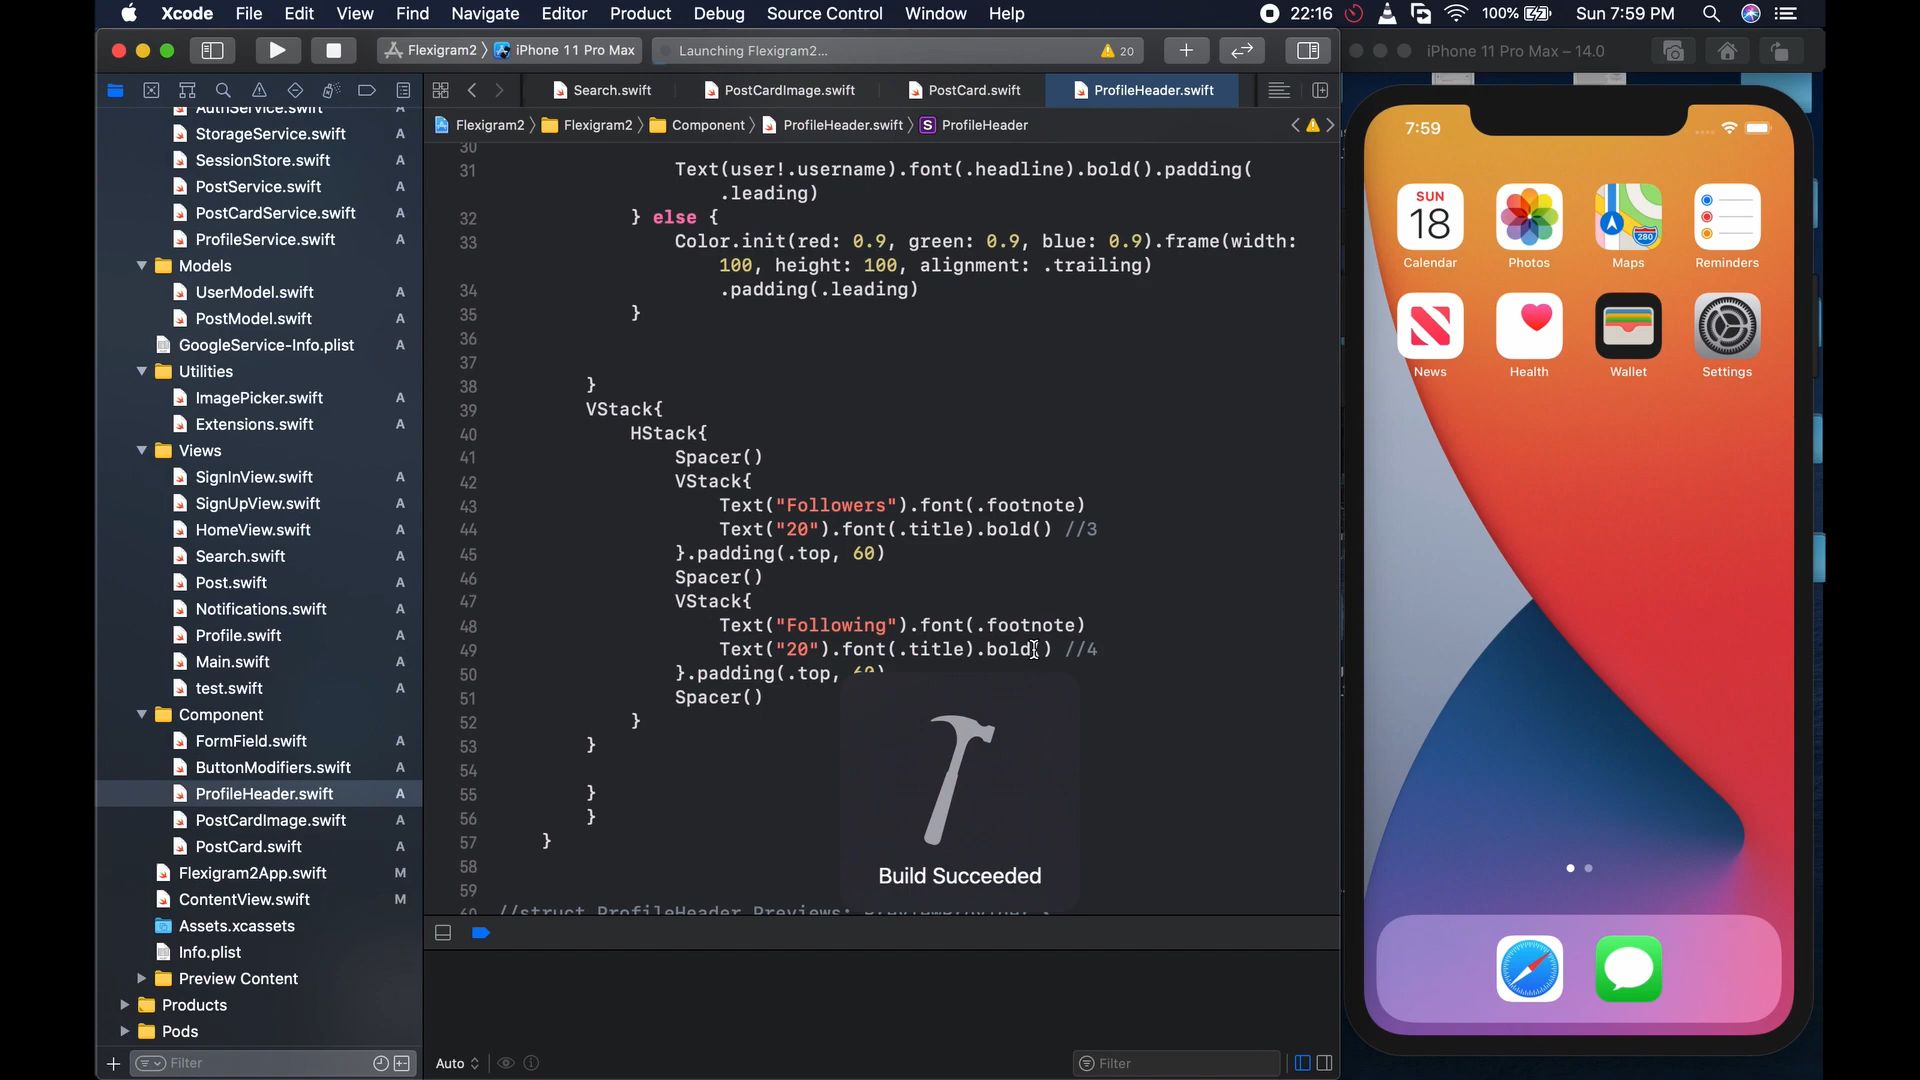 Xcode File Edit View Find Navigate Editor Product Debug Source Control Window Help 22:16 100% Sun 7:59 PM
Flexigram2 〉 iPhone 11 Pro Max Launching Flexigram2... 20
iPhone 11 Pro Max – 14.0
Search.swift PostCardImage.swift PostCard.swift ProfileHeader.swift
Flexigram2 〉 Flexigram2 〉 Component 〉 ProfileHeader.swift 〉 S ProfileHeader
AuthService.swift A
StorageService.swift A
SessionStore.swift A
PostService.swift A
PostCardService.swift A
ProfileService.swift A
Models
UserModel.swift A
PostModel.swift A
GoogleService-Info.plist A
Utilities
ImagePicker.swift A
Extensions.swift A
Views
SignInView.swift A
SignUpView.swift A
HomeView.swift A
Search.swift A
Post.swift A
Notifications.swift A
Profile.swift A
Main.swift A
test.swift A
Component
FormField.swift A
ButtonModifiers.swift A
ProfileHeader.swift A
PostCardImage.swift A
PostCard.swift A
Flexigram2App.swift M
ContentView.swift M
Assets.xcassets
Info.plist
Preview Content
Products
Pods
Filter
30
31 Text(user!.username).font(.headline).bold().padding(
.leading)
32 } else {
33 Color.init(red: 0.9, green: 0.9, blue: 0.9).frame(width:
100, height: 100, alignment: .trailing)
34 .padding(.leading)
35 }
36
37
38 }
39 VStack{
40 HStack{
41 Spacer()
42 VStack{
43 Text("Followers").font(.footnote)
44 Text("20").font(.title).bold() //3
45 }.padding(.top, 60)
46 Spacer()
47 VStack{
48 Text("Following").font(.footnote)
49 Text("20").font(.title).bold() //4
50 }.padding(.top, 60)
51 Spacer()
52 }
53 }
54
55 }
56 }
57 }
58
59
60 //struct ProfileHeader_Previews: PreviewProvider {
Build Succeeded
Auto
Filter
7:59
SUN
18
Calendar Photos Maps Reminders
280
News Health Wallet Settings